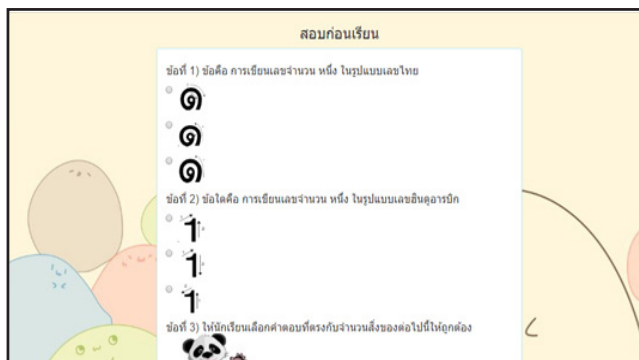 สอบก่อนเรียน
ข้อที่ 1) ข้อคือ การเขียนเลขจำนวน หนึ่ง ในรูปแบบเลขไทย
๑
๑
๑
ข้อที่ 2) ข้อใดคือ การเขียนเลขจำนวน หนึ่ง ในรูปแบบเลขฮินดูอารบิก
1
1
1
ข้อที่ 3) ให้นักเรียนเลือกคำตอบที่ตรงกับจำนวนสิ่งของต่อไปนี้ให้ถูกต้อง